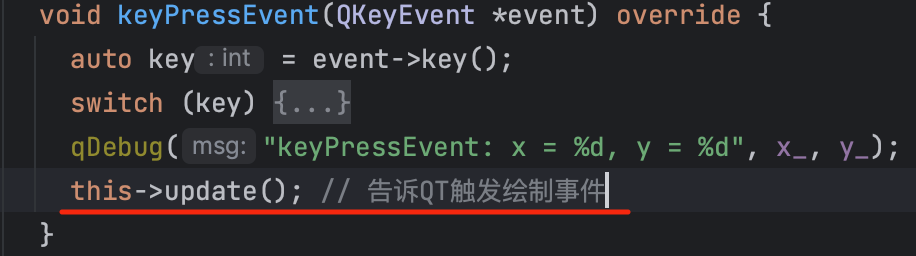 void keyPressEvent(QKeyEvent *event) override {
auto key : int = event->key();
switch (key) {...}
qDebug( msg: "keyPressEvent: x = %d, y = %d", x_, y_);
this->update(); // 告诉QT触发绘制事件
}